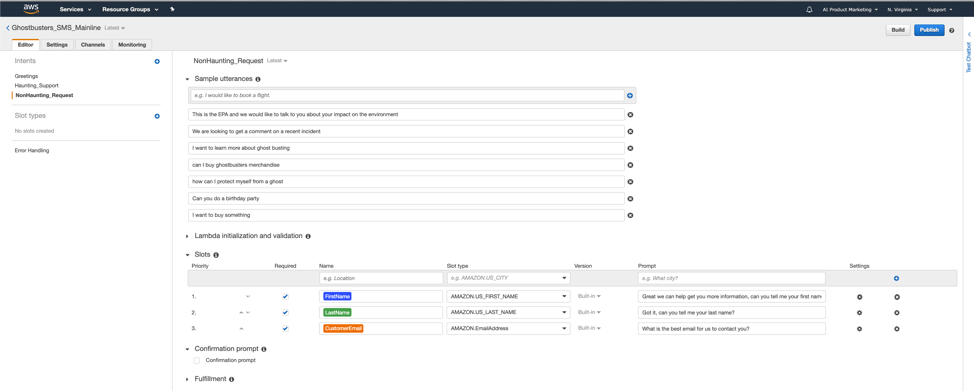 aws Services Resource Groups AI Product Marketing N. Virginia Support
Ghostbusters_SMS_Mainline Latest Build Publish
Editor Settings Channels Monitoring
Test Chatbot
Intents
Greetings
Haunting_Support
NonHaunting_Request
Slot types
No slots created
Error Handling
NonHaunting_Request Latest
Sample utterances
e.g. I would like to book a flight.
This is the EPA and we would like to talk to you about your impact on the environment
We are looking to get a comment on a recent incident
I want to learn more about ghost busting
can I buy ghostbusters merchandise
how can I protect myself from a ghost
Can you do a birthday party
I want to buy something
Lambda initialization and validation
Slots
Priority Required Name Slot type Version Prompt Settings
e.g. Location e.g. AMAZON.US_CITY e.g. What city?
1. FirstName AMAZON.US_FIRST_NAME Built-in Great we can help get you more information, can you tell me your first nam
2. LastName AMAZON.US_LAST_NAME Built-in Got it, can you tell me your last name?
3. CustomerEmail AMAZON.EmailAddress Built-in What is the best email for us to contact you?
Confirmation prompt
Confirmation prompt
Fulfillment